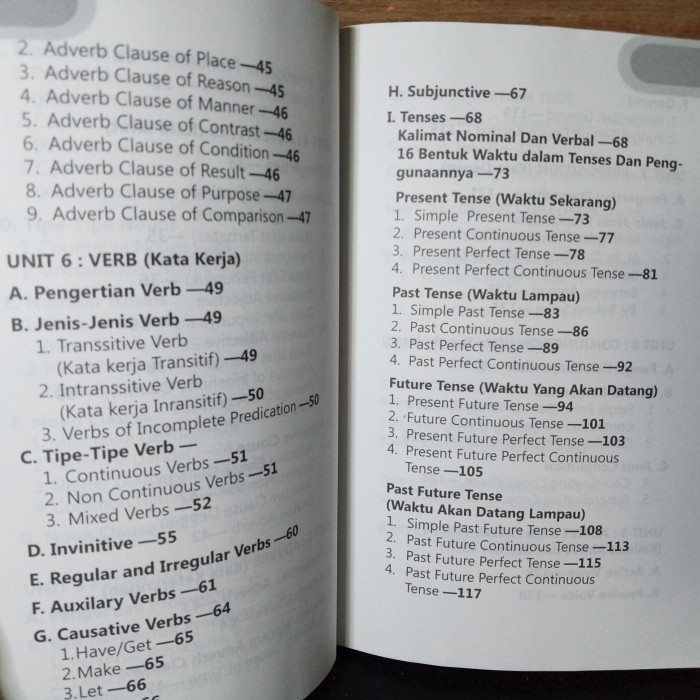 2. Adverb Clause of Place —45
3. Adverb Clause of Reason —45
4. Adverb Clause of Manner —46
5. Adverb Clause of Contrast —46
6. Adverb Clause of Condition —46
7. Adverb Clause of Result —46
8. Adverb Clause of Purpose —47
9. Adverb Clause of Comparison —47
UNIT 6 : VERB (Kata Kerja)
A. Pengertian Verb —49
B. Jenis-Jenis Verb —49
1. Transsitive Verb
(Kata kerja Transitif) —49
2. Intranssitive Verb
(Kata kerja Inransitif) —50
3. Verbs of Incomplete Predication —50
C. Tipe-Tipe Verb —
1. Continuous Verbs —51
2. Non Continuous Verbs —51
3. Mixed Verbs —52
D. Invinitive —55
E. Regular and Irregular Verbs —60
F. Auxilary Verbs —61
G. Causative Verbs —64
1.Have/Get —65
2.Make —65
3.Let —66
H. Subjunctive —67
I. Tenses —68
Kalimat Nominal Dan Verbal —68
16 Bentuk Waktu dalam Tenses Dan Peng-
gunaannya —73
Present Tense (Waktu Sekarang)
1. Simple Present Tense —73
2. Present Continuous Tense —77
3. Present Perfect Tense —78
4. Present Perfect Continuous Tense —81
Past Tense (Waktu Lampau)
1. Simple Past Tense —83
2. Past Continuous Tense —86
3. Past Perfect Tense —89
4. Past Perfect Continuous Tense —92
Future Tense (Waktu Yang Akan Datang)
1. Present Future Tense —94
2. Future Continuous Tense —101
3. Present Future Perfect Tense —103
4. Present Future Perfect Continuous
Tense —105
Past Future Tense
(Waktu Akan Datang Lampau)
1. Simple Past Future Tense —108
2. Past Future Continuous Tense —113
3. Past Future Perfect Tense —115
4. Past Future Perfect Continuous
Tense —117